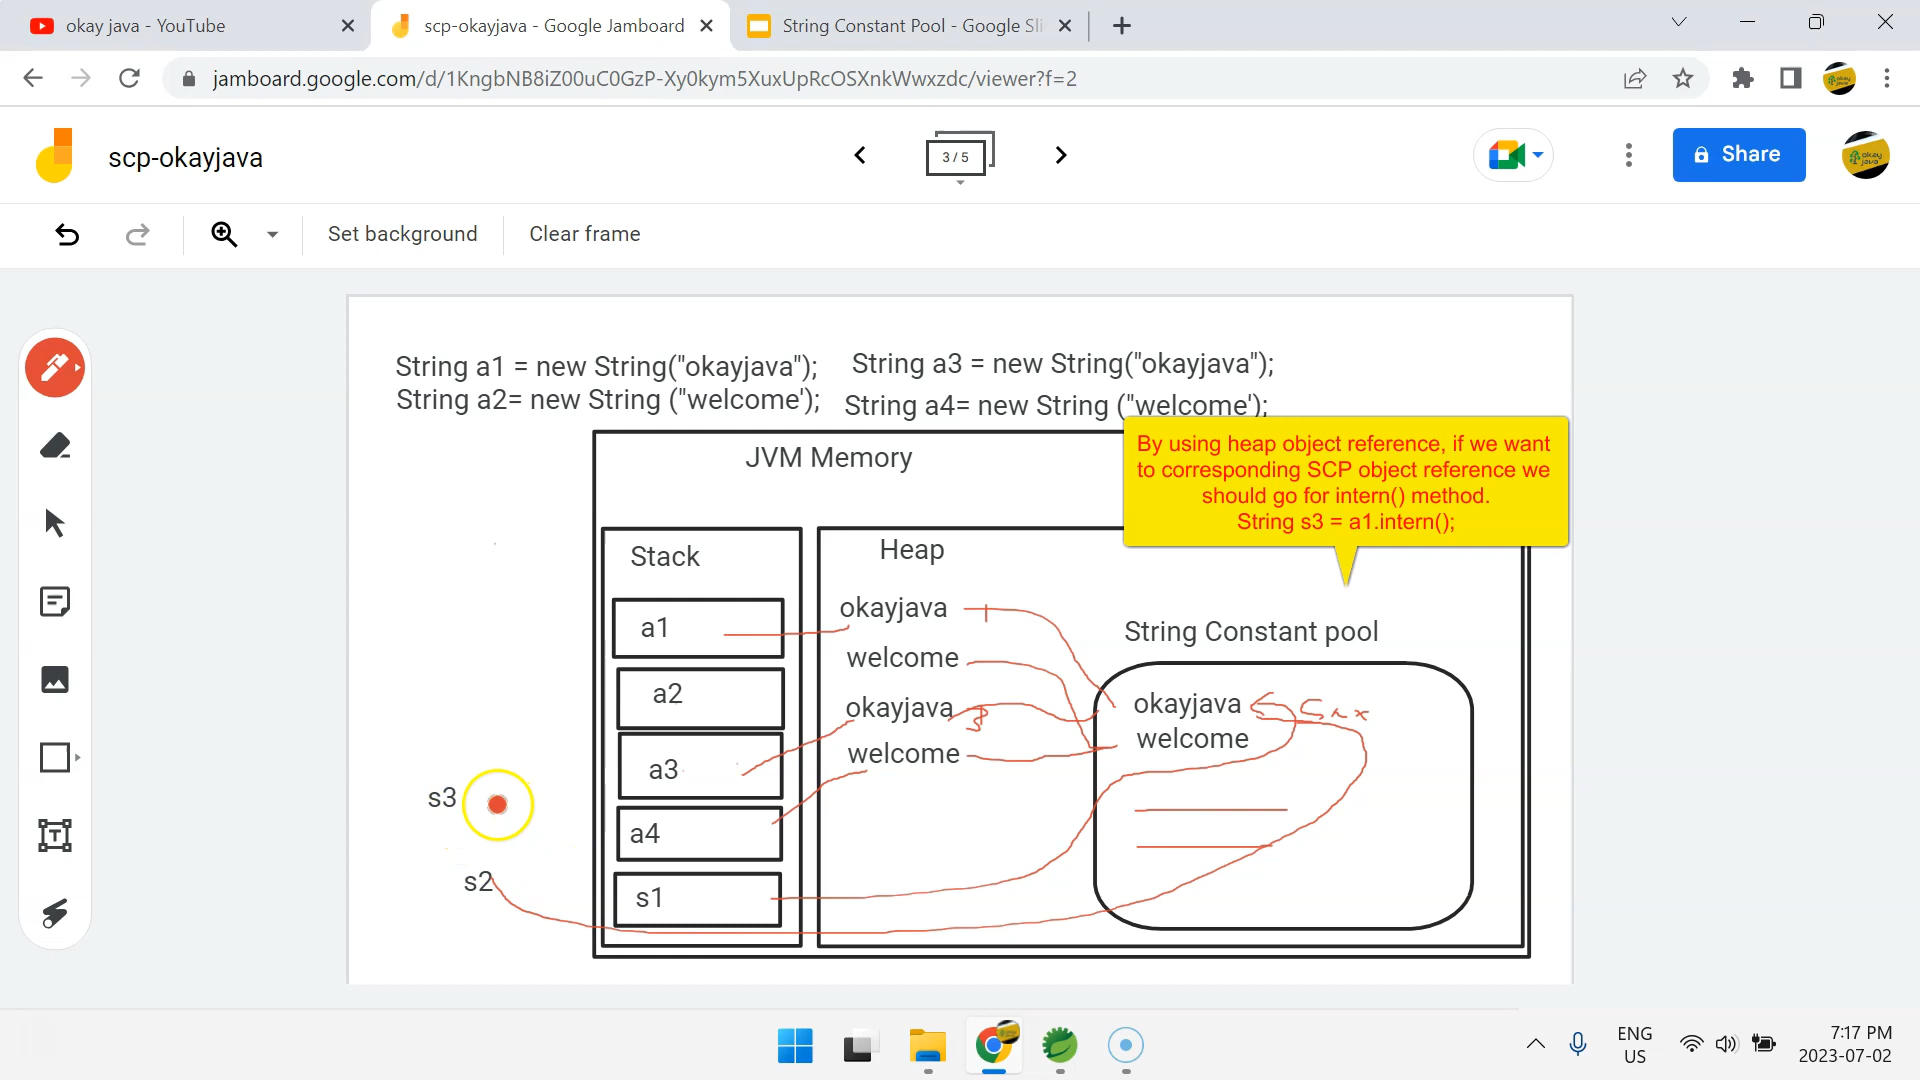 okay java - YouTube
scp-okayjava - Google Jamboard
String Constant Pool - Google Sli
jamboard.google.com/d/1KngbNB8iZ00uC0GzP-Xy0kym5XuxUpRcOSXnkWwxzdc/viewer?f=2
scp-okayjava
3 / 5
Share
Set background
Clear frame
String a1 = new String("okayjava");
String a3 = new String("okayjava");
String a2= new String ("welcome');
String a4= new String ("welcome');
JVM Memory
By using heap object reference, if we want
to corresponding SCP object reference we
should go for intern() method.
String s3 = a1.intern();
Stack
Heap
a1
okayjava
String Constant pool
a2
welcome
okayjava
okayjava
welcome
a3
welcome
s3
a4
s2
s1
ENG
US
7:17 PM
2023-07-02